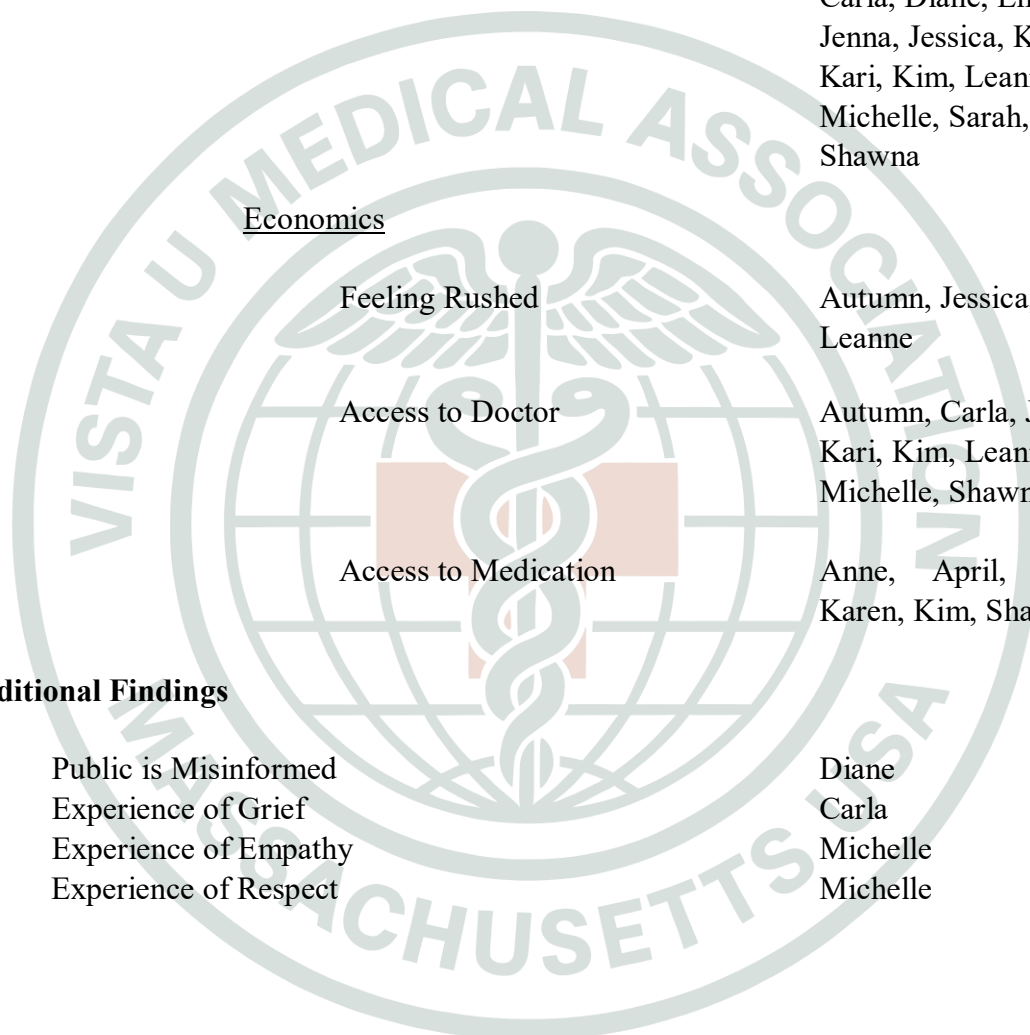 Carla, Diane,
Jenna, Jessica,
Kari, Kim,
Michelle, Sarah,
Shawna
Economics
Feeling Rushed Autumn, Jessica
Leanne
Access to Doctor Autumn, Carla,
Kari, Kim,
Michelle,
Access to Medication Anne, April,
Karen, Kim,
Findings
Public is Misinformed Diane
Experience of Grief Carla
Experience of Empathy Michelle
Experience of Respect Michelle
VISTA U MEDICAL ASSOCIATION
MASSACHUSETTS USA